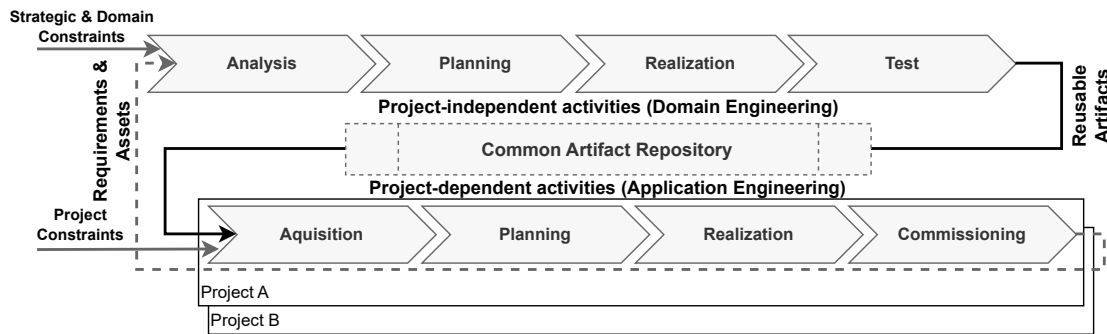 Strategic & Domain
Constraints
Analysis
Planning
Realization
Test
Requirements &
Assets
Reusable
Artifacts
Project-independent activities (Domain Engineering)
Common Artifact Repository
Project-dependent activities (Application Engineering)
Project
Constraints
Aquisition
Planning
Realization
Commissioning
Project A
Project B